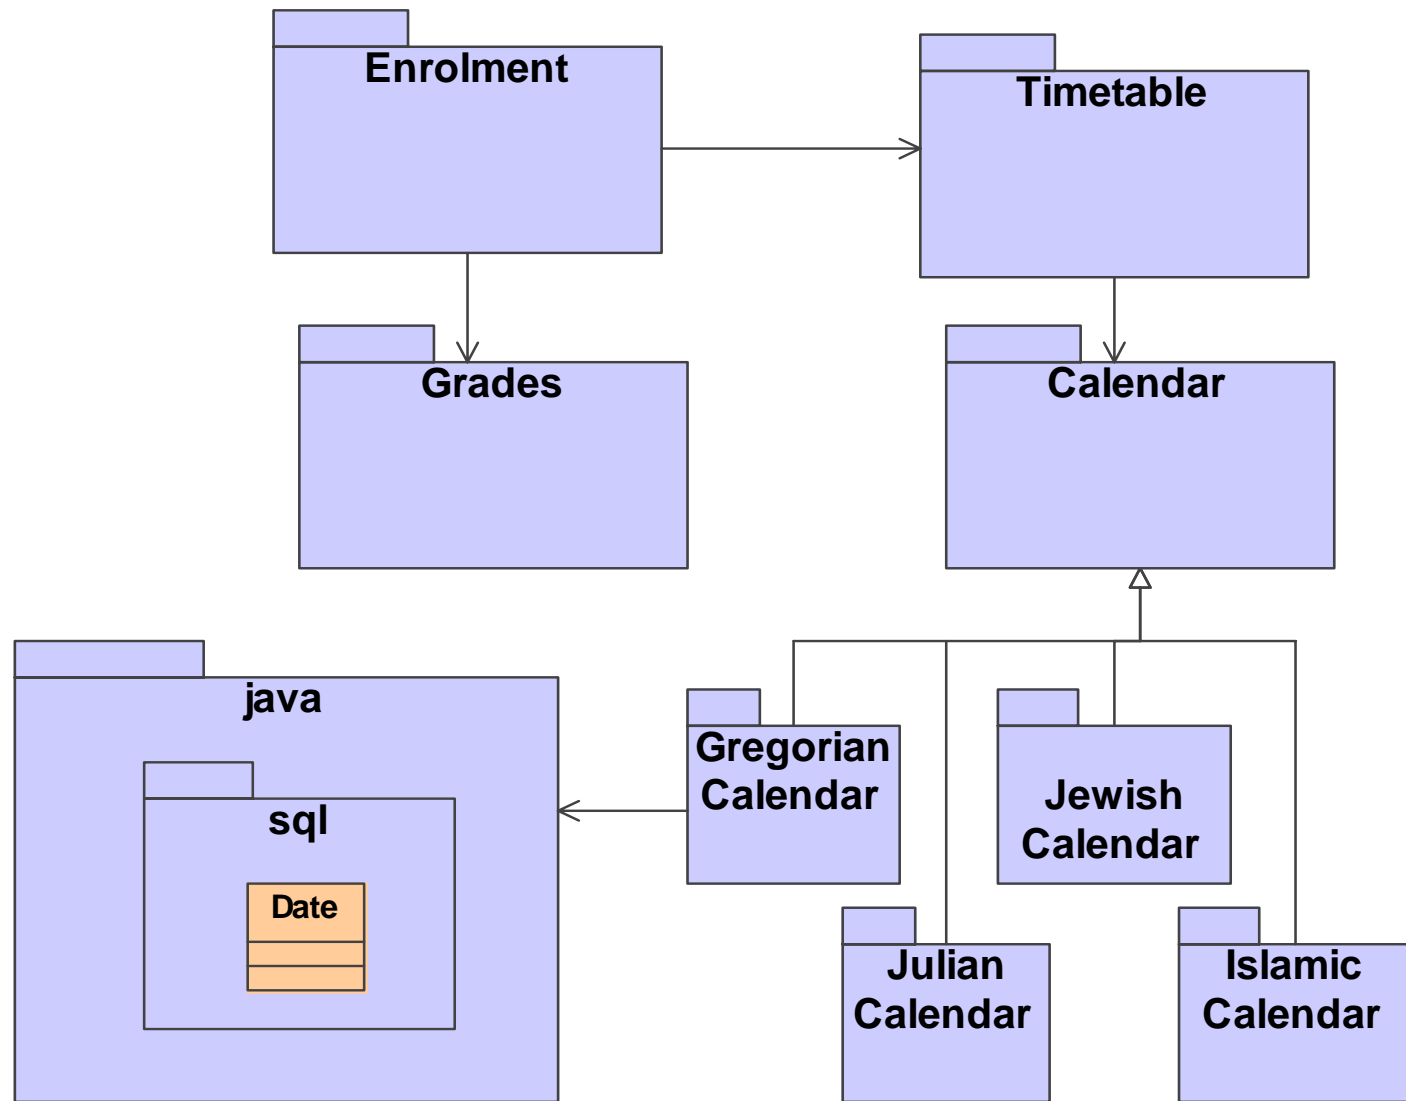 Enrolment
Timetable
Grades
Calendar
java
sql
Date
Gregorian
Calendar
Jewish
Calendar
Julian
Calendar
Islamic
Calendar